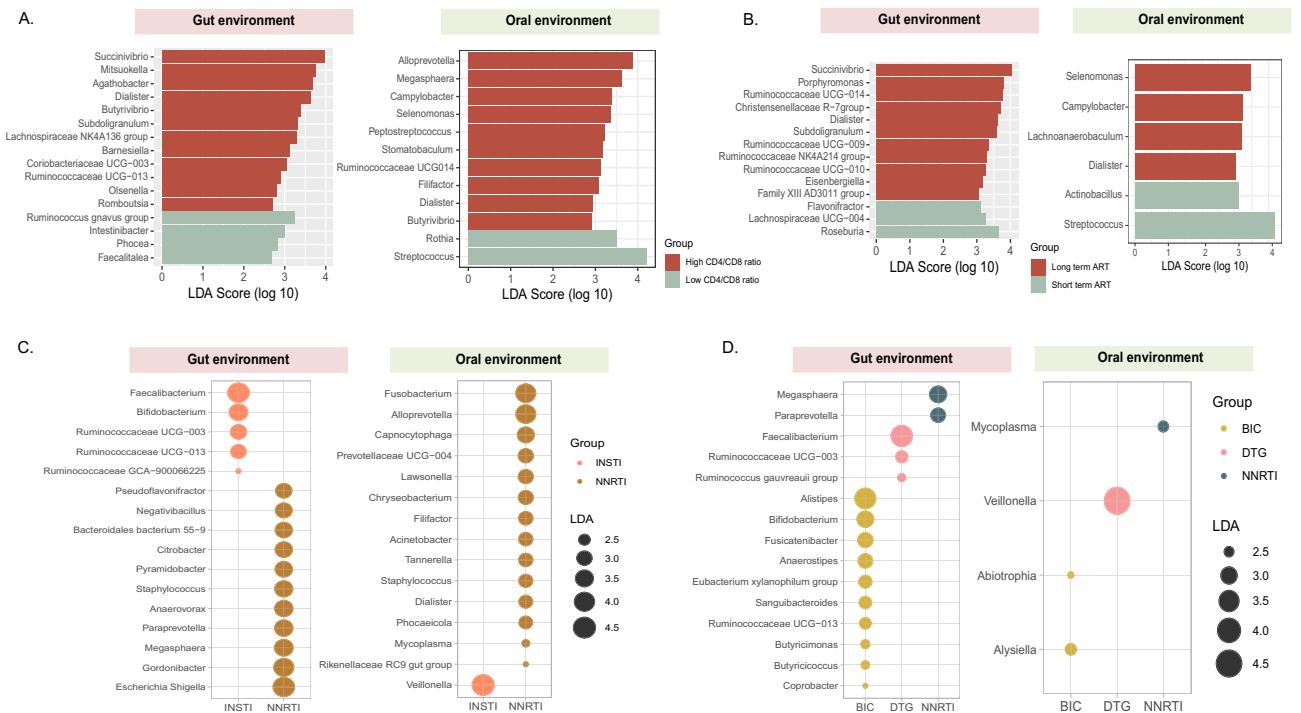 A.
Gut environment
Succinivibrio
Mitsuokella
Agathobacter
Dialister
Butyrivibrio
Subdoligranulum
Lachnospiraceae NK4A136 group
Barnesiella
Coriobacteriaceae UCG-003
Ruminococcaceae UCG-013
Olsenella
Romboutsia
Ruminococcus gnavus group
Intestinibacter
Phocea
Faecalitalea
0 1 2 3 4
LDA Score (log 10)
Oral environment
Alloprevotella
Megasphaera
Campylobacter
Selenomonas
Peptostreptococcus
Stomatobaculum
Ruminococcaceae UCG014
Filifactor
Dialister
Butyrivibrio
Rothia
Streptococcus
0 1 2 3 4
LDA Score (log 10)
Group
High CD4/CD8 ratio
Low CD4/CD8 ratio
B.
Gut environment
Succinivibrio
Porphyromonas
Ruminococcaceae UCG-014
Christensenellaceae R-7group
Dialister
Subdoligranulum
Ruminococcaceae UCG-009
Ruminococcaceae NK4A214 group
Ruminococcaceae UCG-010
Eisenbergiella
Family XIII AD3011 group
Flavonifractor
Lachnospiraceae UCG-004
Roseburia
0 1 2 3 4
LDA Score (log 10)
Oral environment
Selenomonas
Campylobacter
Lachnoanaerobaculum
Dialister
Actinobacillus
Streptococcus
0 1 2 3 4
LDA Score (log 10)
Group
Long term ART
Short term ART
C.
Gut environment
Faecalibacterium
Bifidobacterium
Ruminococcaceae UCG-003
Ruminococcaceae UCG-013
Ruminococcaceae GCA-900066225
Pseudoflavonifractor
Negativibacillus
Bacteroidales bacterium 55-9
Citrobacter
Pyramidobacter
Staphylococcus
Anaerovorax
Paraprevotella
Megasphaera
Gordonibacter
Escherichia Shigella
INSTI NNRTI
Oral environment
Fusobacterium
Alloprevotella
Capnocytophaga
Prevotellaceae UCG-004
Lawsonella
Chryseobacterium
Filifactor
Acinetobacter
Tannerella
Staphylococcus
Dialister
Phocaeicola
Mycoplasma
Rikenellaceae RC9 gut group
Veillonella
INSTI NNRTI
Group
INSTI
NNRTI
LDA
2.5
3.0
3.5
4.0
4.5
D.
Gut environment
Megasphaera
Paraprevotella
Faecalibacterium
Ruminococcaceae UCG-003
Ruminococcus gauvreauii group
Alistipes
Bifidobacterium
Fusicatenibacter
Anaerostipes
Eubacterium xylanophilum group
Sanguibacteroides
Ruminococcaceae UCG-013
Butyricimonas
Butyricicoccus
Coprobacter
BIC DTG NNRTI
Oral environment
Mycoplasma
Veillonella
Abiotrophia
Alysiella
BIC DTG NNRTI
Group
BIC
DTG
NNRTI
LDA
2.5
3.0
3.5
4.0
4.5